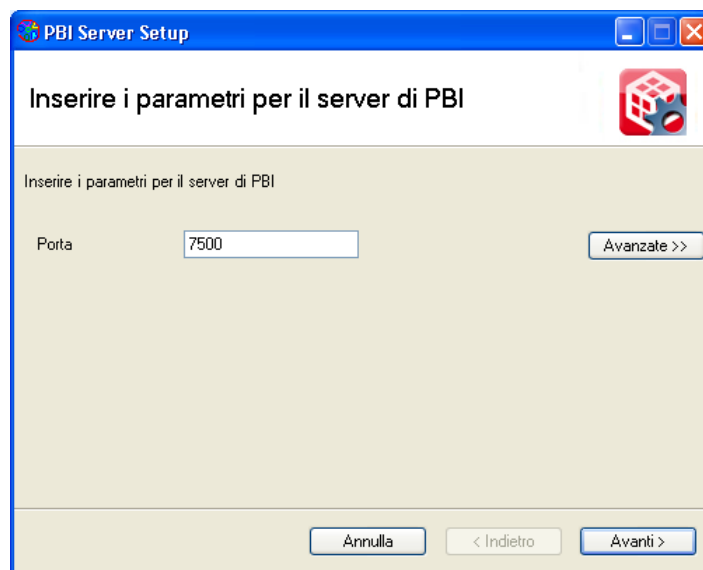 PBI Server Setup
Inserire i parametri per il server di PBI
Inserire i parametri per il server di PBI
Porta
7500
Avanzate >>
Annulla
< Indietro
Avanti >